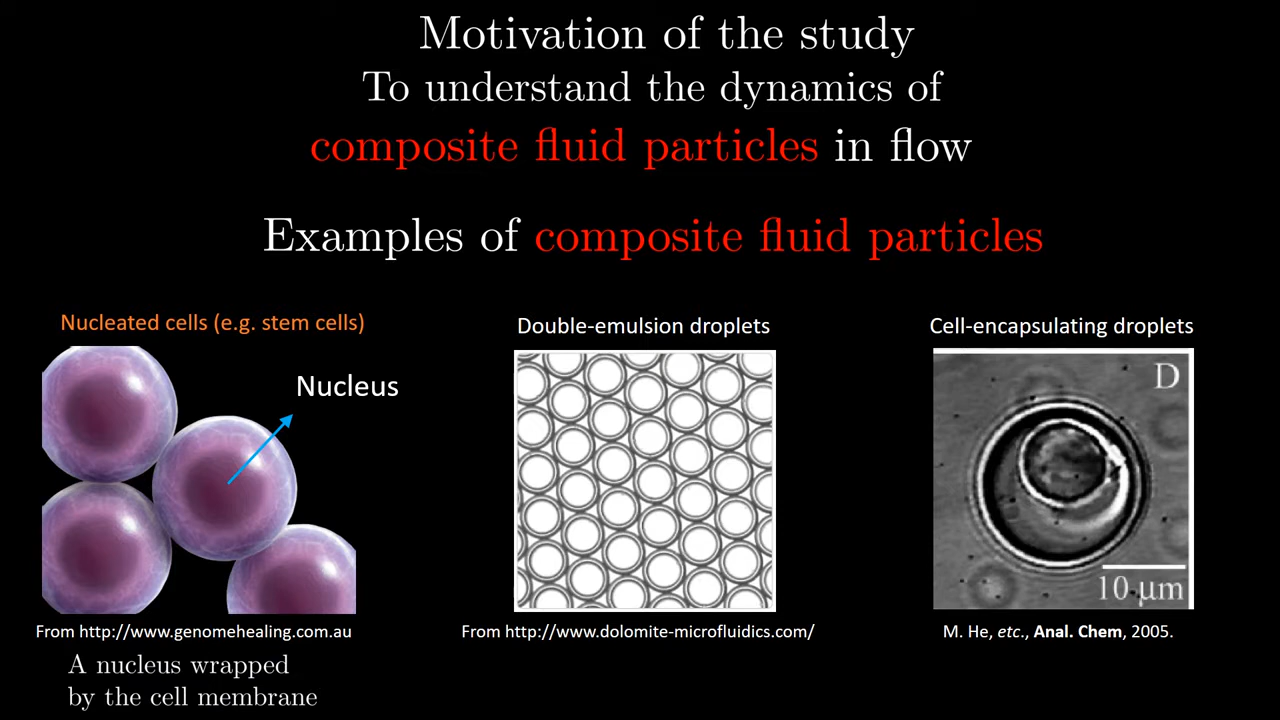 Motivation of the study
To understand the dynamics of
composite fluid particles in flow
Examples of composite fluid particles
Nucleated cells (e.g. stem cells)
Nucleus
From http://www.genomehealing.com.au
A nucleus wrapped
by the cell membrane
Double-emulsion droplets
From http://www.dolomite-microfluidics.com/
Cell-encapsulating droplets
D
10 μm
M. He, etc., Anal. Chem, 2005.